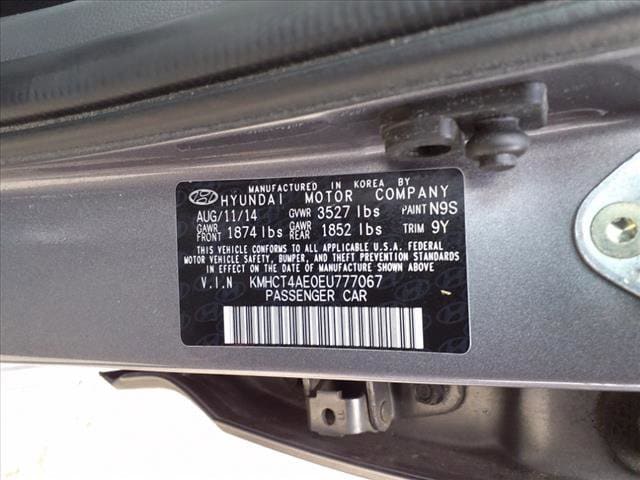 MANUFACTURED IN KOREA BY
HYUNDAI MOTOR COMPANY
AUG/11/14 GVWR 3527 lbs PAINT N9S
GAWR FRONT 1874 lbs GAWR REAR 1852 lbs TRIM 9Y
THIS VEHICLE CONFORMS TO ALL APPLICABLE U.S.A. FEDERAL
MOTOR VEHICLE SAFETY, BUMPER, AND THEFT PREVENTION STANDARDS
IN EFFECT ON THE DATE OF MANUFACTURE SHOWN ABOVE.
V.I.N KMHCT4AE0EU777067
PASSENGER CAR